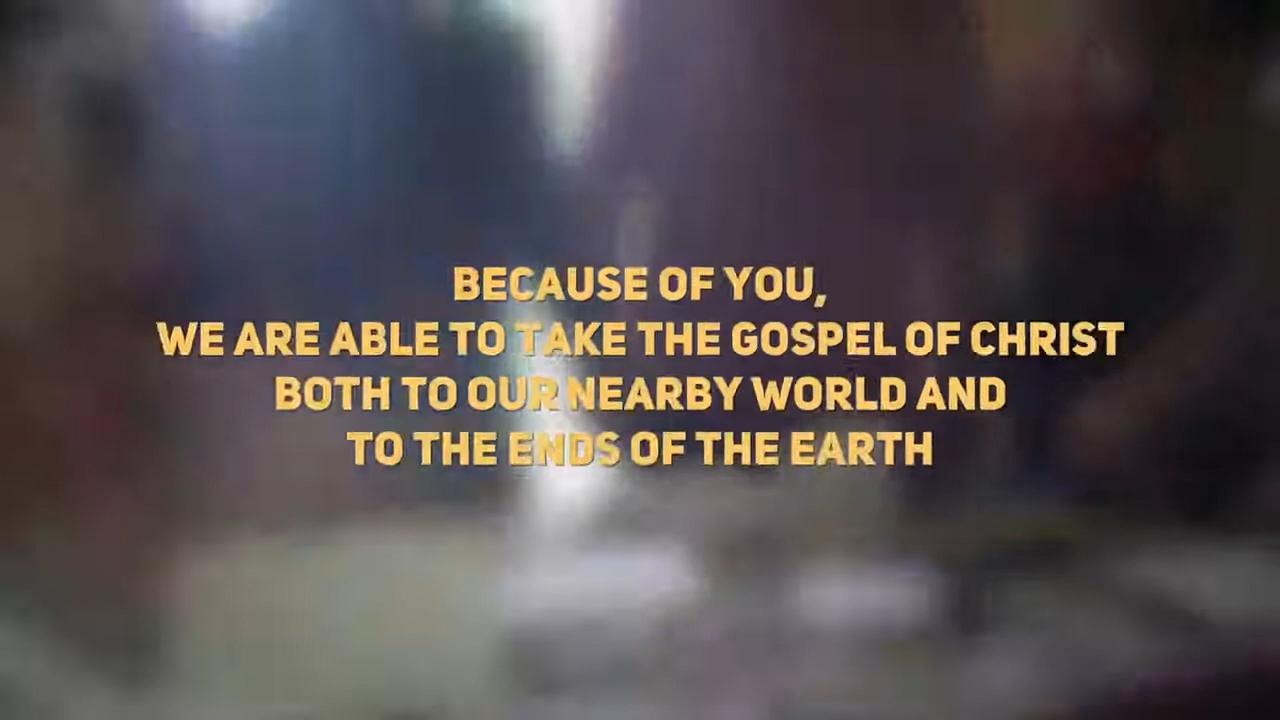 BECAUSE OF YOU,
WE ARE ABLE TO TAKE THE GOSPEL OF CHRIST
BOTH TO OUR NEARBY WORLD AND
TO THE ENDS OF THE EARTH